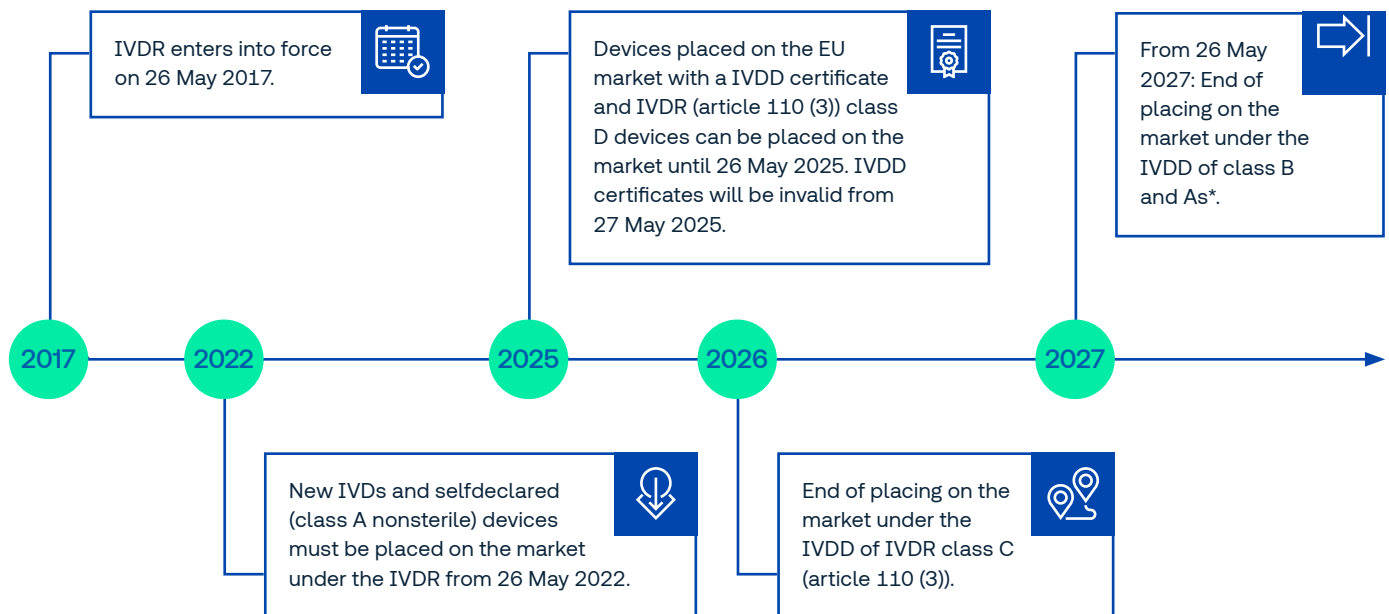 IVDR enters into force
on 26 May 2017.
Devices placed on the EU
market with a IVDD certificate
and IVDR (article 110 (3)) class
D devices can be placed on the
market until 26 May 2025. IVDD
certificates will be invalid from
27 May 2025.
From 26 May
2027: End of
placing on the
market under the
IVDD of class B
and As*.
2017
2022
2025
2026
2027
New IVDs and selfdeclared
(class A nonsterile) devices
must be placed on the market
under the IVDR from 26 May 2022.
End of placing on the
market under the
IVDD of IVDR class C
(article 110 (3)).